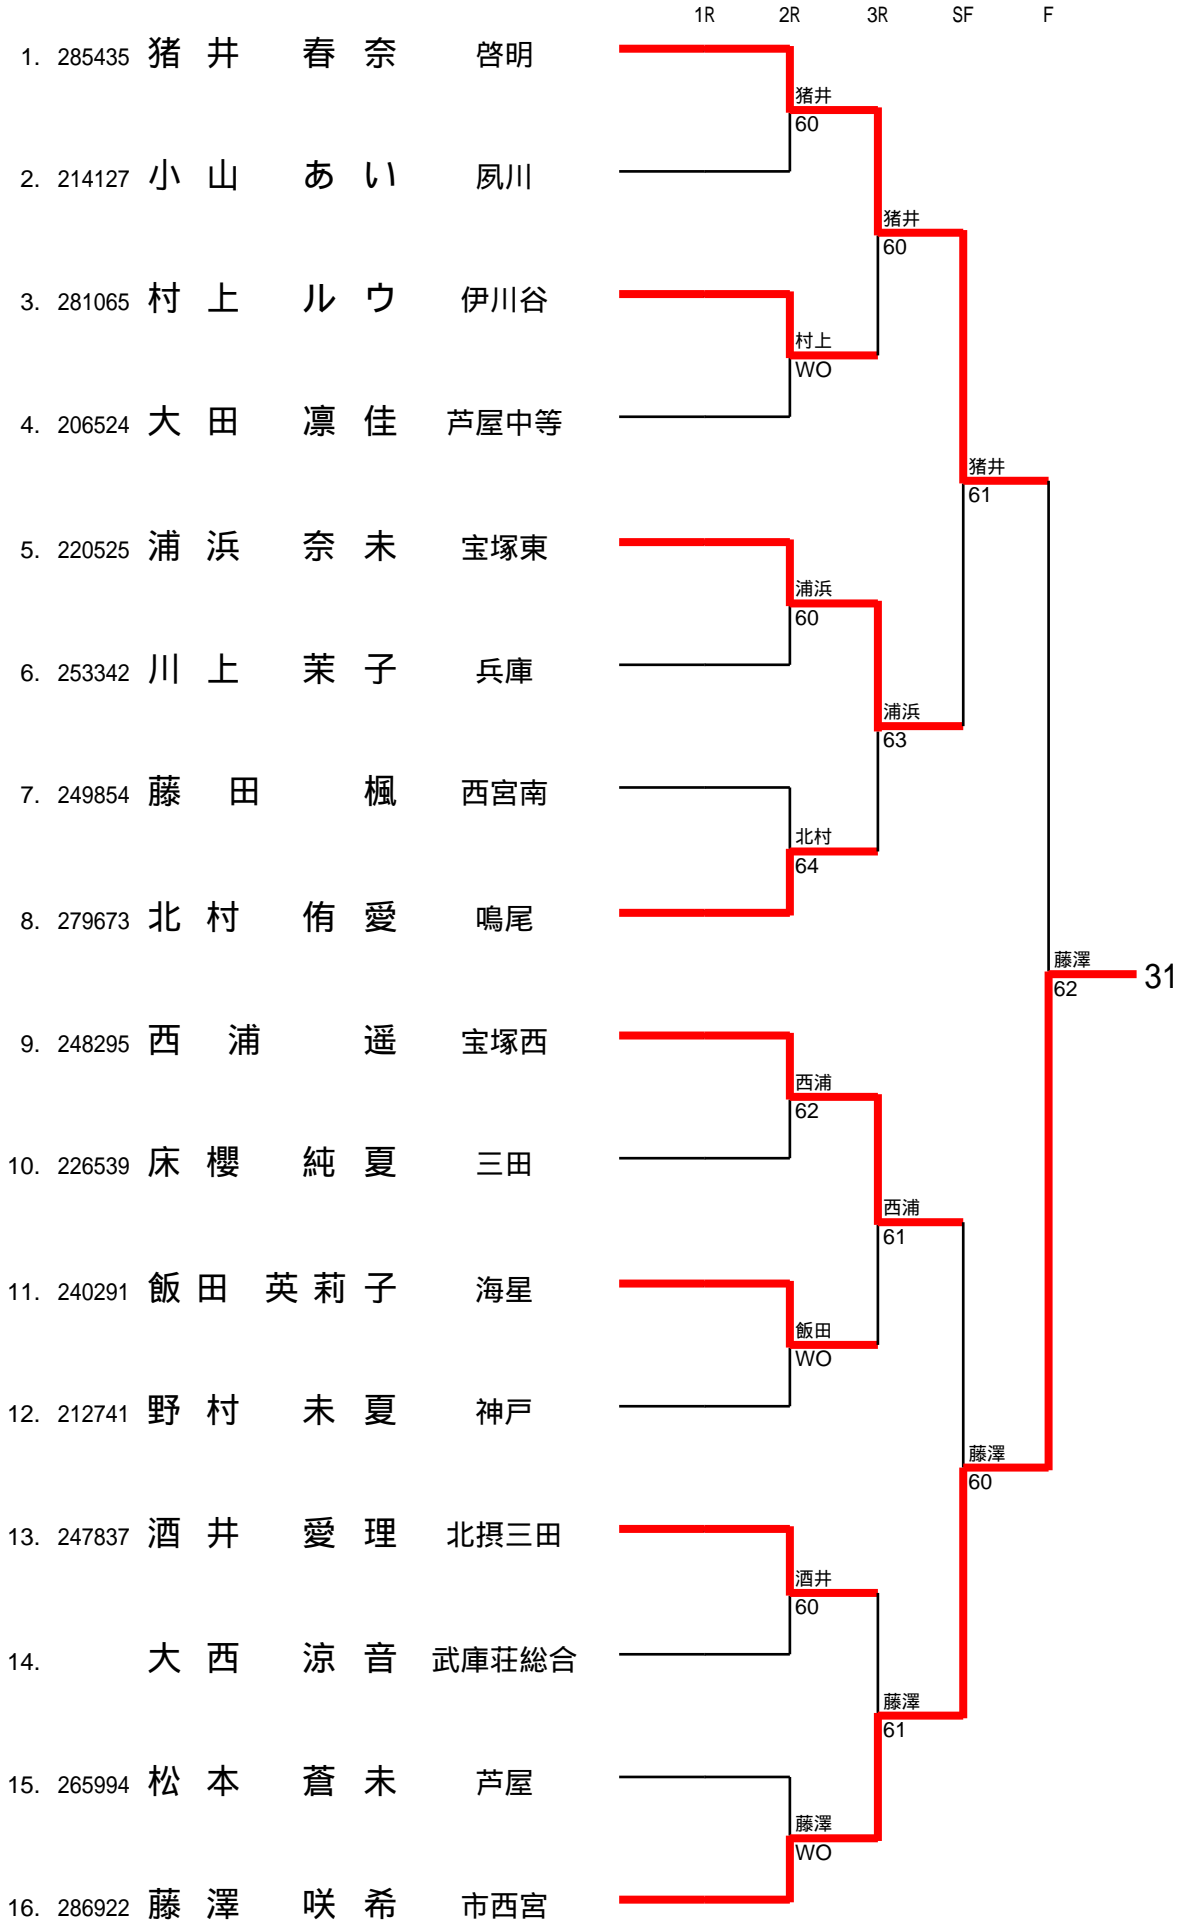 1R 2R 3R SF F
1. 285435 猪井 春奈 啓明
猪井
60
2. 214127 小山 あい 夙川
猪井
60
3. 281065 村上 ルウ 伊川谷
村上
WO
4. 206524 大田 凛佳 芦屋中等
猪井
61
5. 220525 浦浜 奈未 宝塚東
浦浜
60
6. 253342 川上 茉子 兵庫
浦浜
63
7. 249854 藤田 楓 西宮南
北村
64
8. 279673 北村 侑愛 鳴尾
藤澤
62
31
9. 248295 西浦 遥 宝塚西
西浦
62
10. 226539 床櫻 純夏 三田
西浦
61
11. 240291 飯田 英莉子 海星
飯田
WO
12. 212741 野村 未夏 神戸
藤澤
60
13. 247837 酒井 愛理 北摂三田
酒井
60
14. 大西 涼音 武庫荘総合
藤澤
61
15. 265994 松本 蒼未 芦屋
藤澤
WO
16. 286922 藤澤 咲希 市西宮